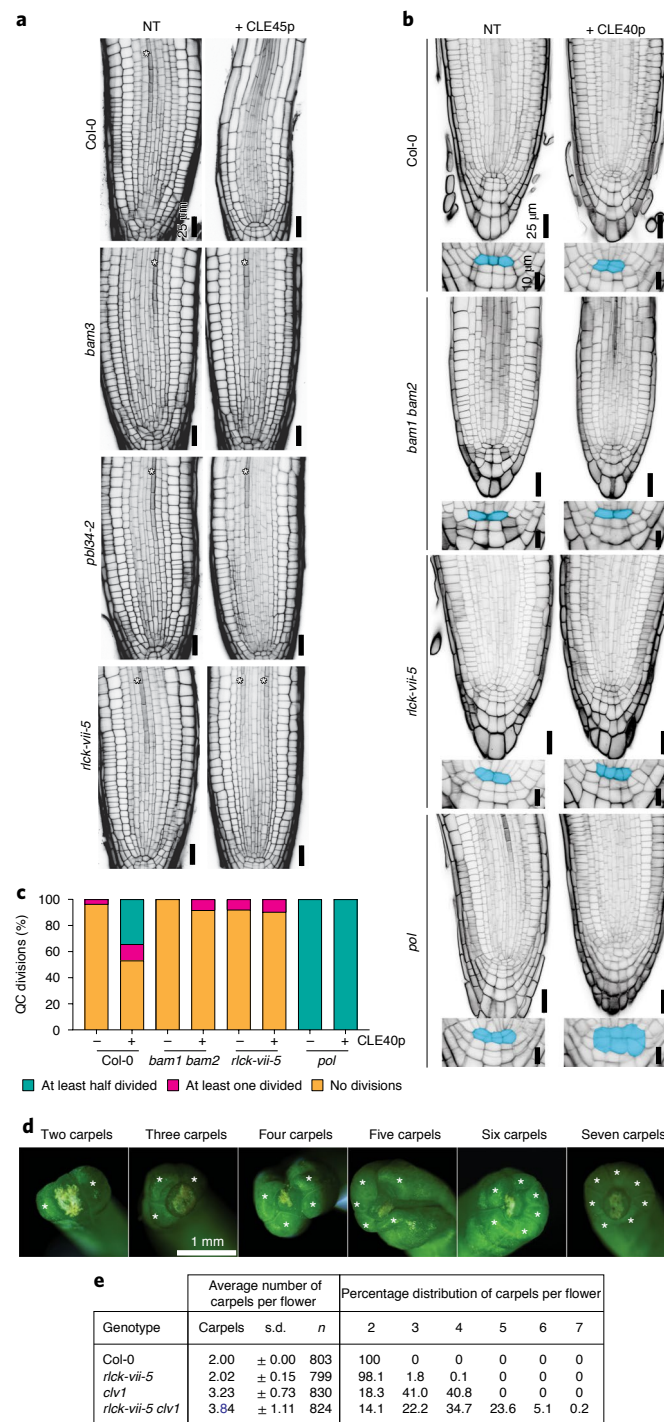 a
NT
+ CLE45p
Col-0
25 µm
bam3
pbl34-2
rlck-vii-5
b
NT
+ CLE40p
Col-0
25 µm
10 µm
bam1 bam2
rlck-vii-5
pol
c
QC divisions (%)
100
80
60
40
20
0
– + – + – + – + CLE40p
Col-0 bam1 bam2 rlck-vii-5 pol
At least half divided At least one divided No divisions
d
Two carpels Three carpels Four carpels Five carpels Six carpels Seven carpels
1 mm
e
Average number of carpels per flower Percentage distribution of carpels per flower
Genotype Carpels s.d. n 2 3 4 5 6 7
Col-0 2.00 ± 0.00 803 100 0 0 0 0 0
rlck-vii-5 2.02 ± 0.15 799 98.1 1.8 0.1 0 0 0
clv1 3.23 ± 0.73 830 18.3 41.0 40.8 0 0 0
rlck-vii-5 clv1 3.84 ± 1.11 824 14.1 22.2 34.7 23.6 5.1 0.2